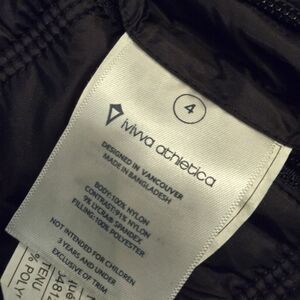 4
ivivva athletica
DESIGNED IN VANCOUVER
MADE IN BANGLADESH
BODY:100% NYLON
CONTRAST:91% NYLON
9% LYCRA® SPANDEX
FILLING:100% POLYESTER
NOT INTENDED FOR CHILDREN
3 YEARS AND UNDER
EXCLUSIVE OF TRIM